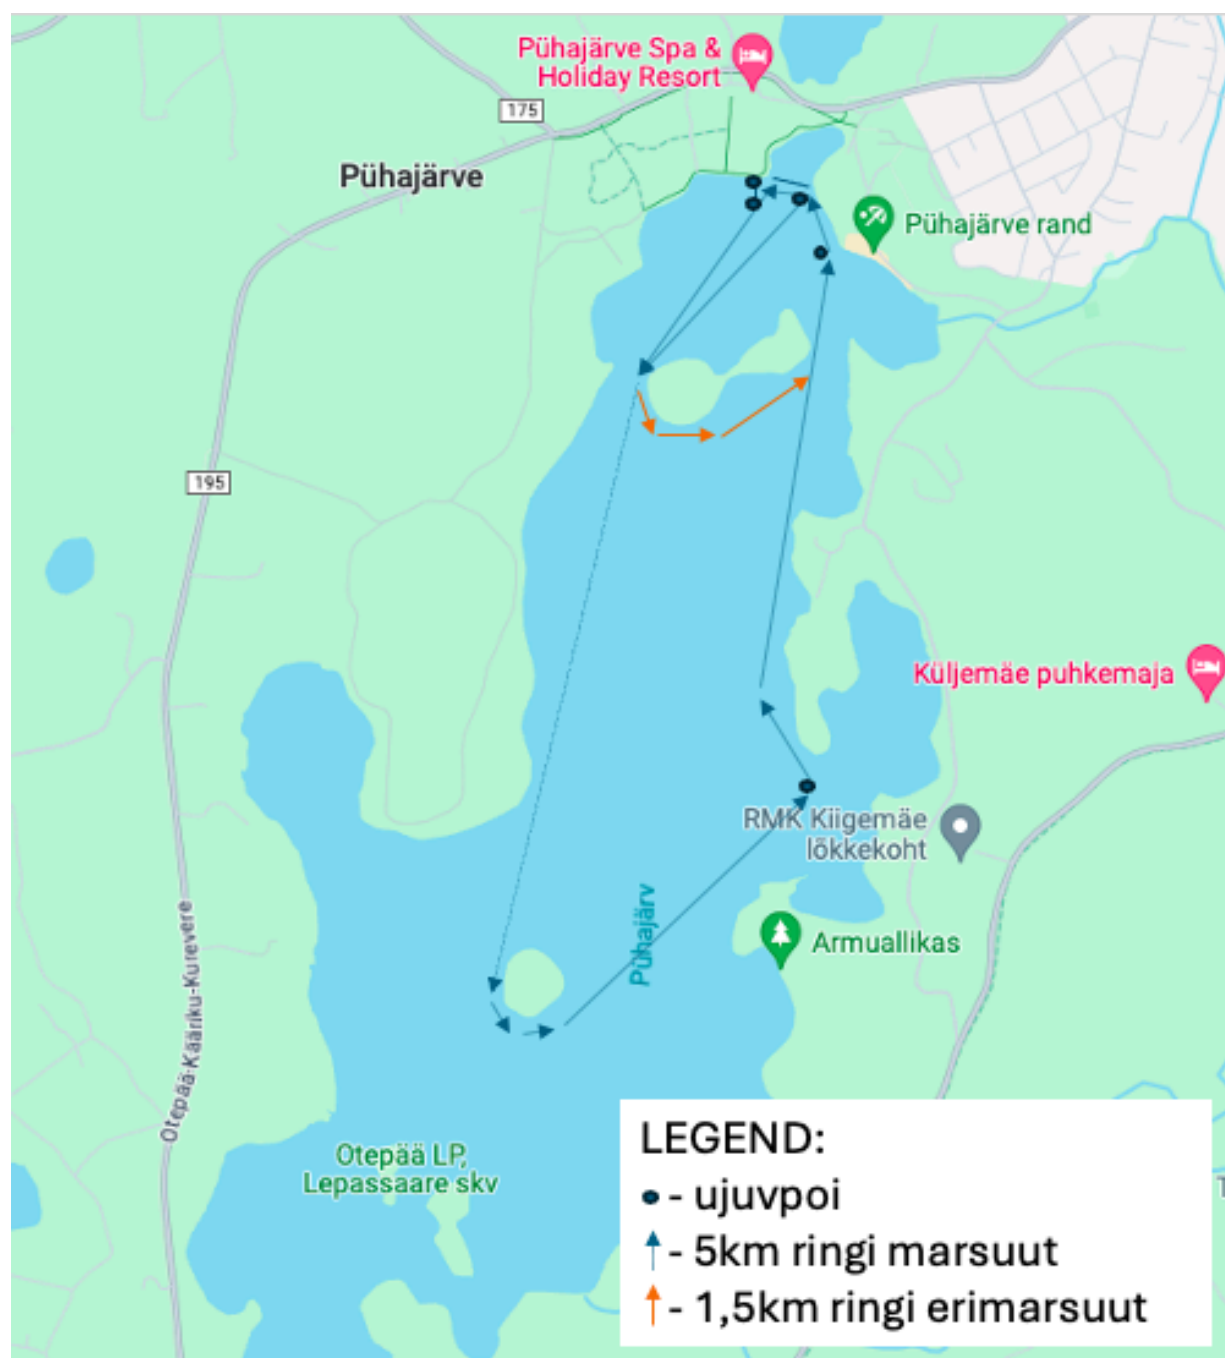 Pühajärve Spa &
Holiday Resort
175
Pühajärve
Pühajärve rand
195
Küljemäe puhkemaja
RMK Kiigemäe
lõkkekoht
Pühajärv
Armuallikas
Otepää-Kääriku-Kurevere
Otepää LP,
Lepassaare skv
LEGEND:
- ujuvpoi
- 5km ringi marsuut
- 1,5km ringi erimarsuut
T